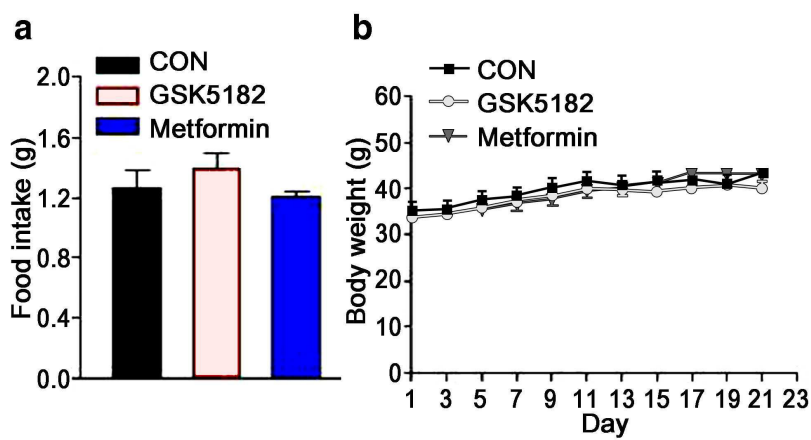 a
CON
GSK5182
Metformin
Food intake (g)
2.0
1.6
1.2
0.8
0.4
0.0
b
CON
GSK5182
Metformin
Body weight (g)
60
50
40
30
20
10
0
1 3 5 7 9 11 13 15 17 19 21 23
Day